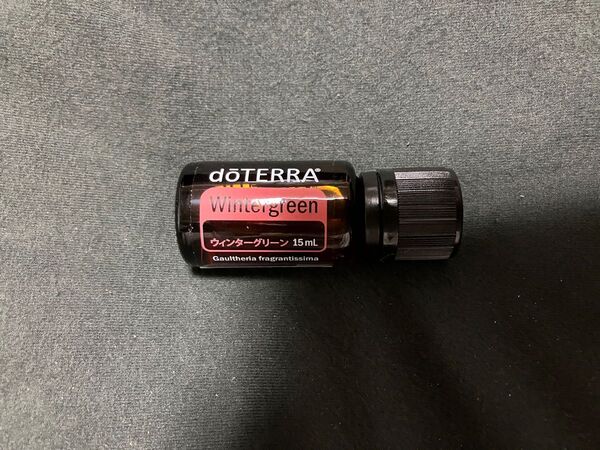 dōTERRA®
Wintergreen
ウィンターグリーン 15 mL
Gaultheria fragrantissima